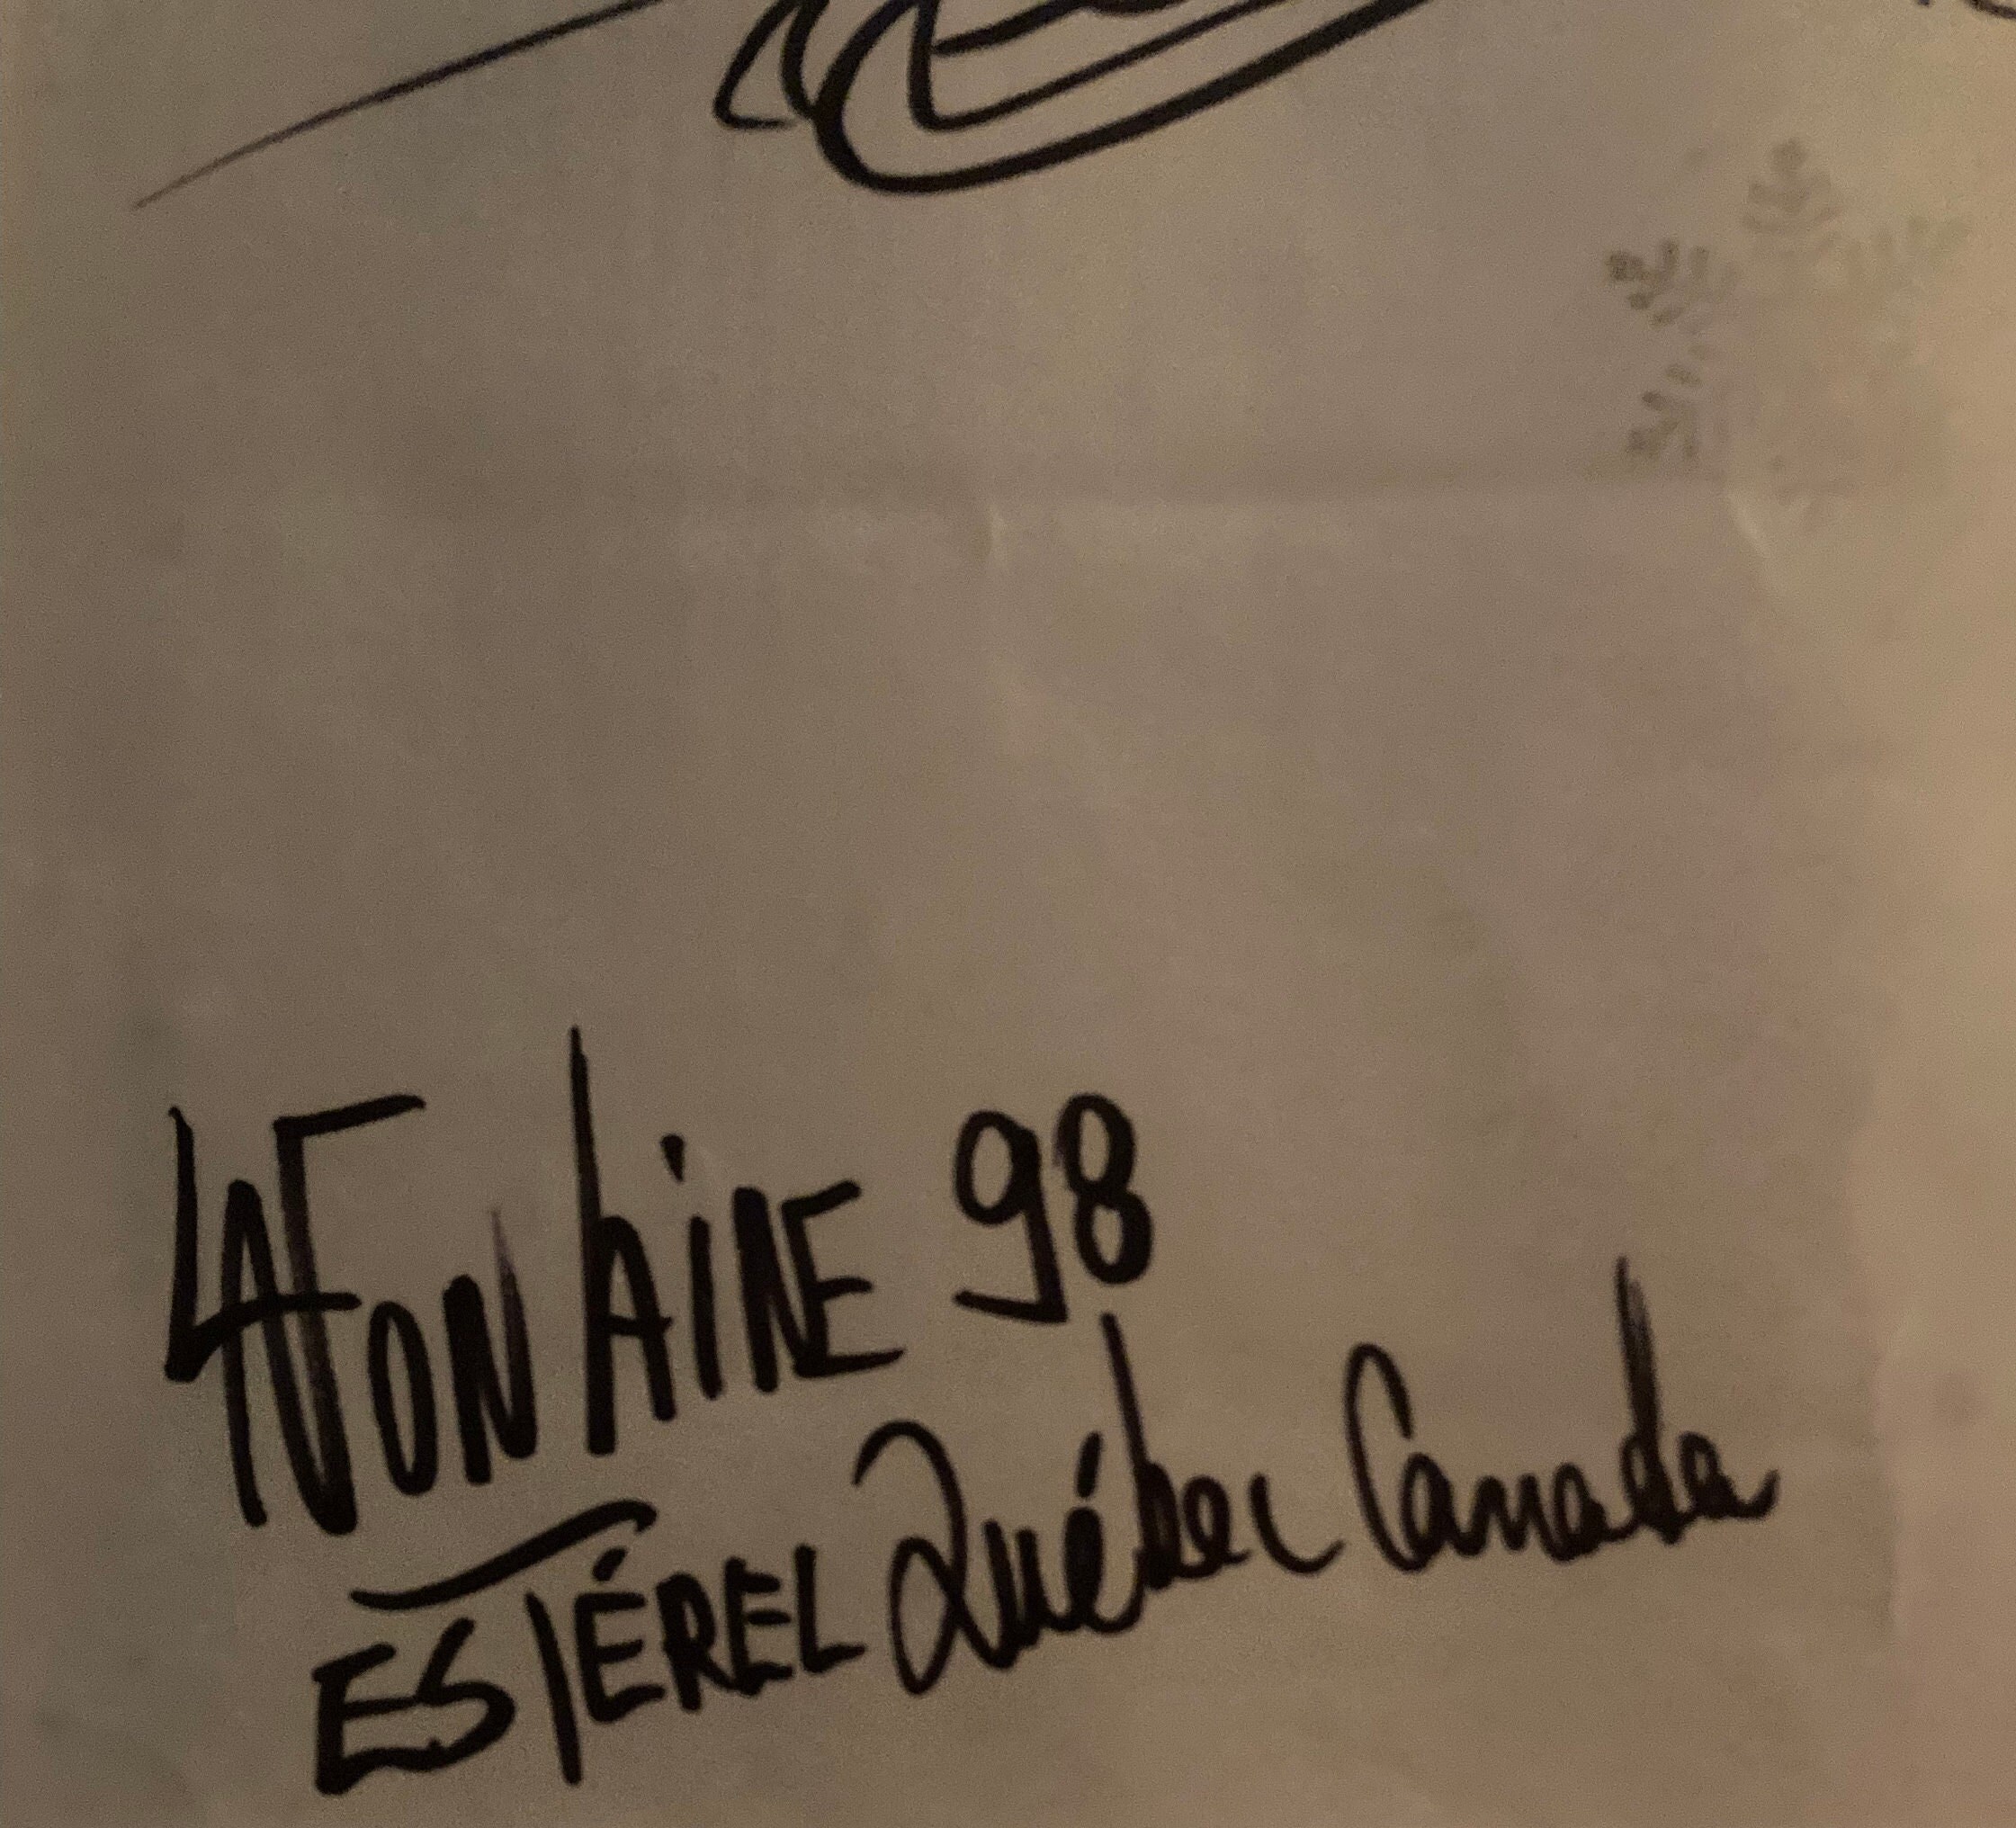 LAFONTAINE 98
ESTÉREL Québec Canada